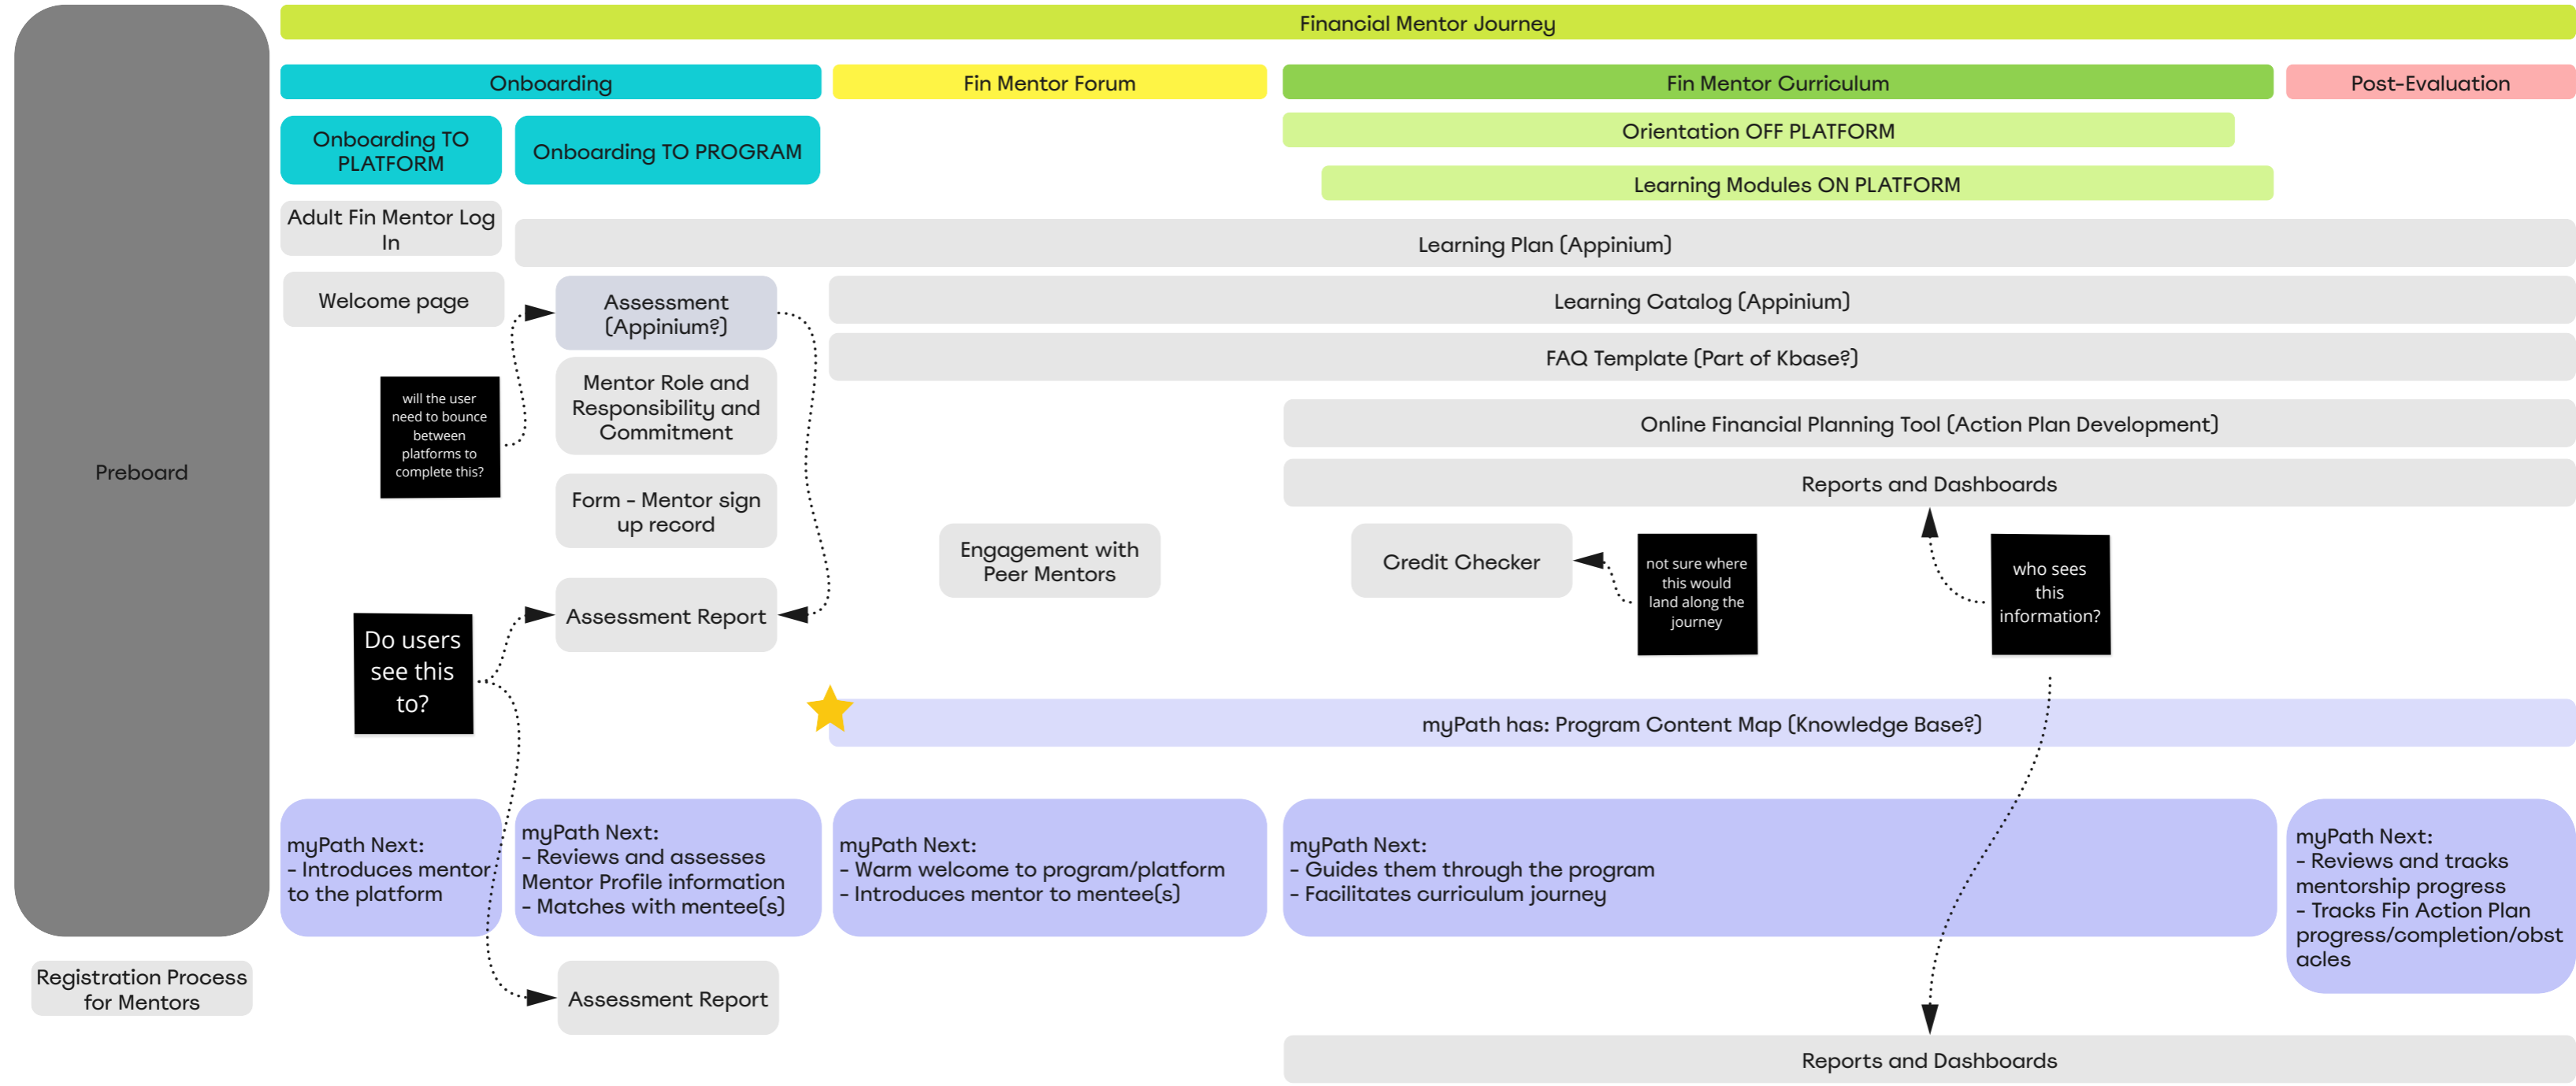 Financial Mentor Journey
Onboarding
Fin Mentor Forum
Fin Mentor Curriculum
Post-Evaluation
Onboarding TO
PLATFORM
Onboarding TO PROGRAM
Orientation OFF PLATFORM
Learning Modules ON PLATFORM
Adult Fin Mentor Log
In
Learning Plan (Appinium)
Welcome page
Assessment
(Appinium?)
Learning Catalog (Appinium)
FAQ Template (Part of Kbase?)
will the user
need to bounce
between
platforms to
complete this?
Mentor Role and
Responsibility and
Commitment
Online Financial Planning Tool (Action Plan Development)
Preboard
Reports and Dashboards
Form - Mentor sign
up record
Engagement with
Peer Mentors
Credit Checker
not sure where
this would
land along the
journey
who sees
this
information?
Assessment Report
Do users
see this
to?
myPath has: Program Content Map (Knowledge Base?)
myPath Next:
- Introduces mentor
to the platform
myPath Next:
- Reviews and assesses
Mentor Profile information
- Matches with mentee(s)
myPath Next:
- Warm welcome to program/platform
- Introduces mentor to mentee(s)
myPath Next:
- Guides them through the program
- Facilitates curriculum journey
myPath Next:
- Reviews and tracks
mentorship progress
- Tracks Fin Action Plan
progress/completion/obst
acles
Registration Process
for Mentors
Assessment Report
Reports and Dashboards